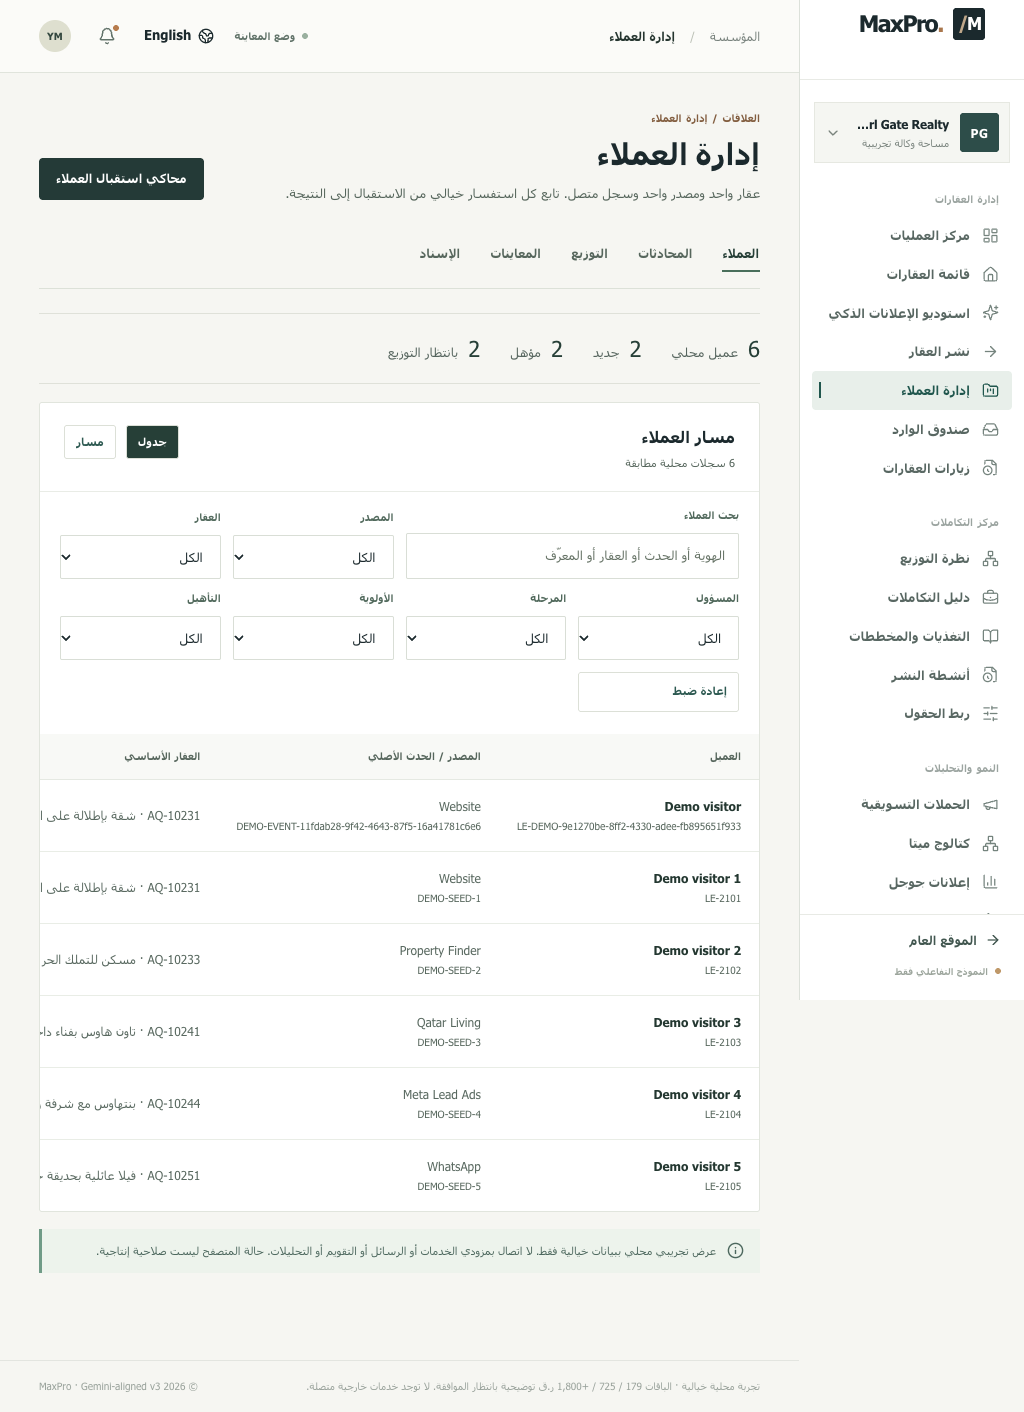 MaxPro. /M
PG
...rl Gate Realty
مساحة وكالة تجريبية
إدارة العقارات
مركز العمليات
قائمة العقارات
استوديو الإعلانات الذكي
نشر العقار
إدارة العملاء
صندوق الوارد
زيارات العقارات
مركز التكاملات
نظرة التوزيع
دليل التكاملات
التغذيات والمخططات
أنشطة النشر
ربط الحقول
النمو والتحليلات
الحملات التسويقية
كتالوج ميتا
إعلانات جوجل
الموقع العام
النموذج التفاعلي فقط
المؤسسة / إدارة العملاء
وضع المعاينة
English
YM
العلاقات / إدارة العملاء
إدارة العملاء
عقار واحد ومصدر واحد وسجل متصل. تابع كل استفسار خيالي من الاستقبال إلى النتيجة.
محاكي استقبال العملاء
العملاء المحادثات التوزيع المعاينات الإسناد
6 عميل محلي 2 جديد 2 مؤهل 2 بانتظار التوزيع
مسار العملاء
6 سجلات محلية مطابقة
جدول مسار
بحث العملاء المصدر العقار
الهوية أو الحدث أو العقار أو المعرّف الكل الكل
المسؤول المرحلة الأولوية التأهيل
الكل الكل الكل الكل
إعادة ضبط
العميل المصدر / الحدث الأصلي العقار الأساسي
Demo visitor Website AQ-10231 · شقة بإطلالة على ا
LE-DEMO-9e1270be-8ff2-4330-adee-fb895651f933 DEMO-EVENT-11fdab28-9f42-4643-87f5-16a41781c6e6
Demo visitor 1 Website AQ-10231 · شقة بإطلالة على ا
LE-2101 DEMO-SEED-1
Demo visitor 2 Property Finder AQ-10233 · مسكن للتملك الحر
LE-2102 DEMO-SEED-2
Demo visitor 3 Qatar Living AQ-10241 · تاون هاوس بفناء
LE-2103 DEMO-SEED-3
Demo visitor 4 Meta Lead Ads AQ-10244 · بنتهاوس مع شرفة
LE-2104 DEMO-SEED-4
Demo visitor 5 WhatsApp AQ-10251 · فيلا عائلية بحديقة
LE-2105 DEMO-SEED-5
عرض تجريبي محلي ببيانات خيالية فقط. لا اتصال بمزودي الخدمات أو الرسائل أو التقويم أو التحليلات. حالة المتصفح ليست صلاحية إنتاجية.
تجربة محلية خيالية · الباقات 179 / 725 / +1,800 ر.ق توضيحية بانتظار الموافقة. لا توجد خدمات خارجية متصلة.
MaxPro · Gemini-aligned v3 2026 ©